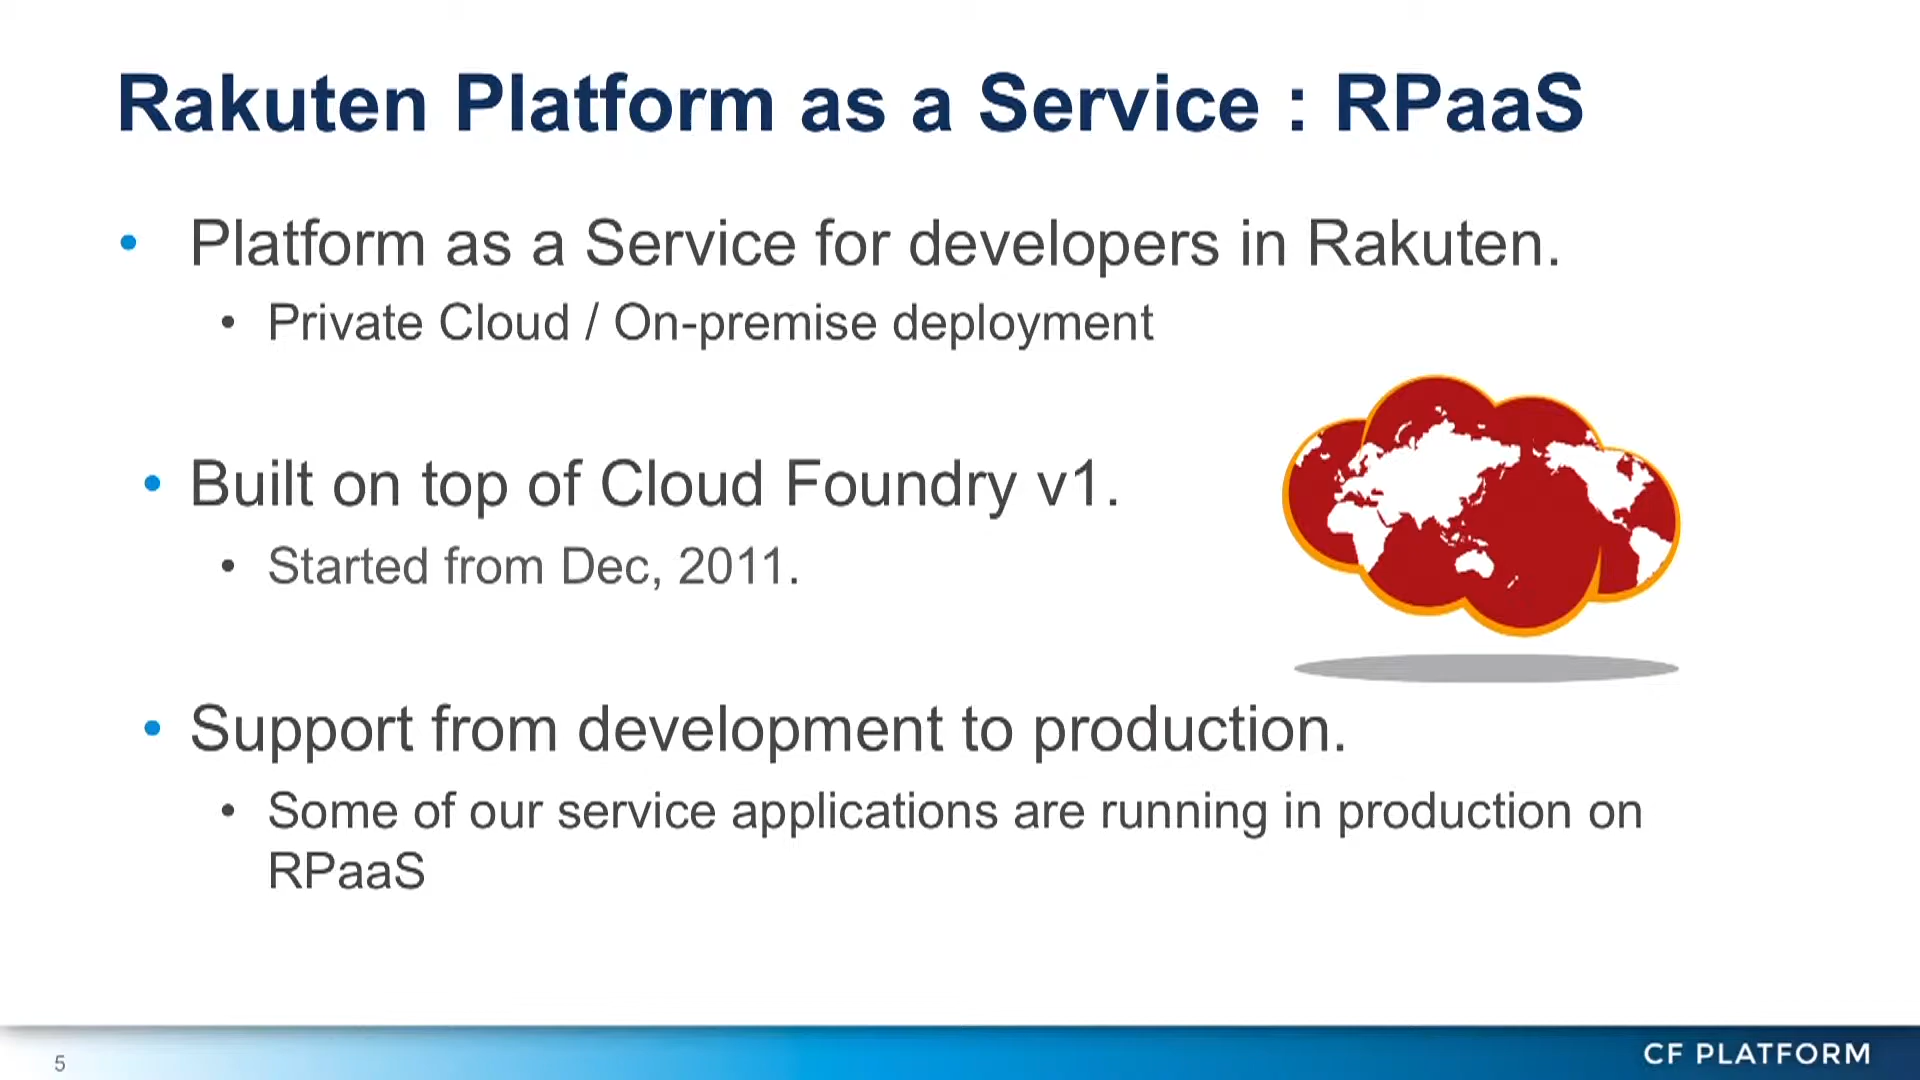 Rakuten Platform as a Service : RPaaS
• Platform as a Service for developers in Rakuten.
• Private Cloud / On-premise deployment
• Built on top of Cloud Foundry v1.
• Started from Dec, 2011.
• Support from development to production.
• Some of our service applications are running in production on
RPaaS
5
CF PLATFORM